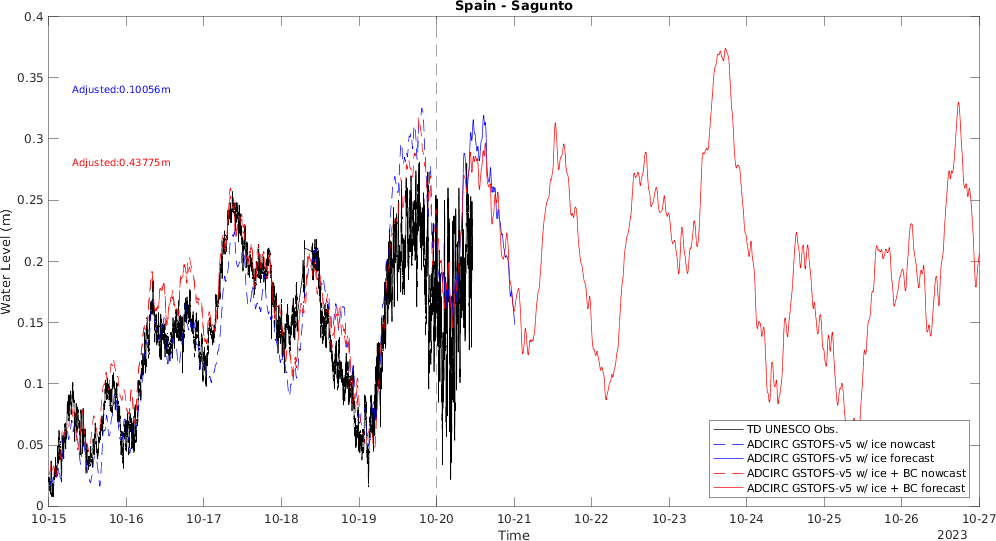 Spain - Sagunto
Water Level (m)
0.4
0.35
0.3
0.25
0.2
0.15
0.1
0.05
0
Adjusted:0.10056m
Adjusted:0.43775m
TD UNESCO Obs.
ADCIRC GSTOFS-v5 w/ ice nowcast
ADCIRC GSTOFS-v5 w/ ice forecast
ADCIRC GSTOFS-v5 w/ ice + BC nowcast
ADCIRC GSTOFS-v5 w/ ice + BC forecast
10-15 10-16 10-17 10-18 10-19 10-20 10-21 10-22 10-23 10-24 10-25 10-26 10-27
Time
2023